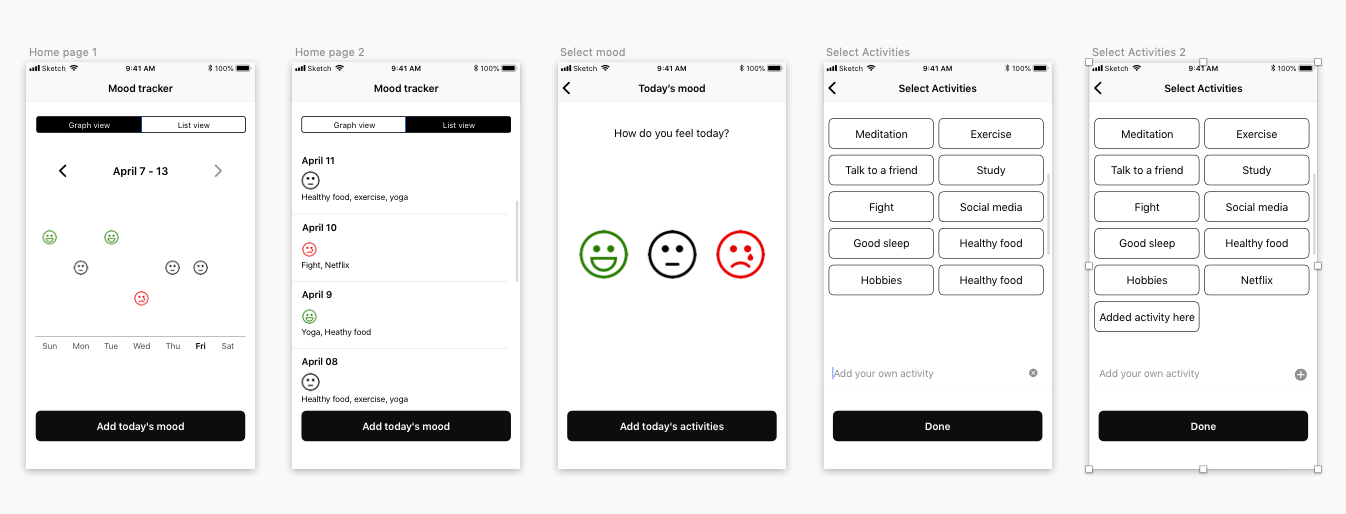 Home page 1
Sketch 9:41 AM 100%
Mood tracker
Graph view List view
April 7 - 13
Sun Mon Tue Wed Thu Fri Sat
Add today's mood
Home page 2
Sketch 9:41 AM 100%
Mood tracker
Graph view List view
April 11
Healthy food, exercise, yoga
April 10
Fight, Netflix
April 9
Yoga, Heathy food
April 08
Healthy food, exercise, yoga
Add today's mood
Select mood
Sketch 9:41 AM 100%
Today's mood
How do you feel today?
Add today's activities
Select Activities
Sketch 9:41 AM 100%
Select Activities
Meditation Exercise
Talk to a friend Study
Fight Social media
Good sleep Healthy food
Hobbies Healthy food
Add your own activity
Done
Select Activities 2
Sketch 9:41 AM 100%
Select Activities
Meditation Exercise
Talk to a friend Study
Fight Social media
Good sleep Healthy food
Hobbies Netflix
Added activity here
Add your own activity
Done